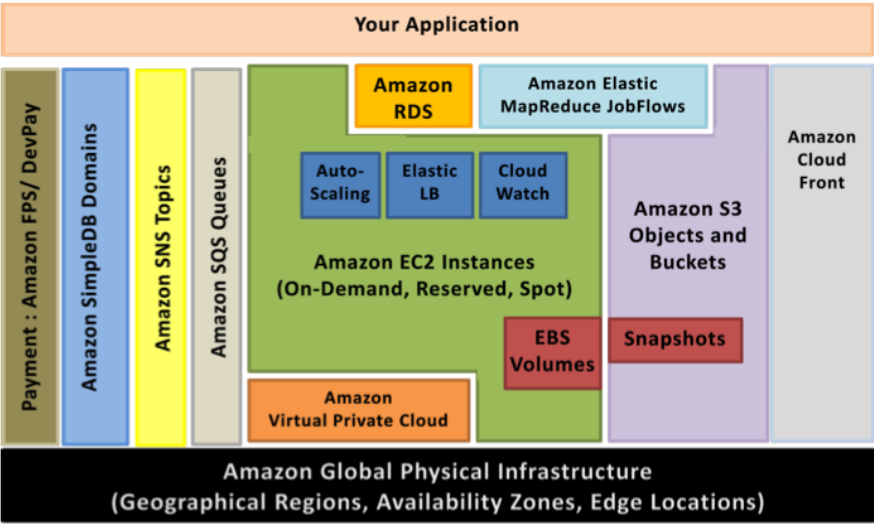 Your Application
Payment : Amazon FPS/ DevPay
Amazon SimpleDB Domains
Amazon SNS Topics
Amazon SQS Queues
Amazon
RDS
Amazon Elastic
MapReduce JobFlows
Auto-
Scaling
Elastic
LB
Cloud
Watch
Amazon EC2 Instances
(On-Demand, Reserved, Spot)
EBS
Volumes
Amazon
Virtual Private Cloud
Amazon S3
Objects and
Buckets
Snapshots
Amazon
Cloud
Front
Amazon Global Physical Infrastructure
(Geographical Regions, Availability Zones, Edge Locations)